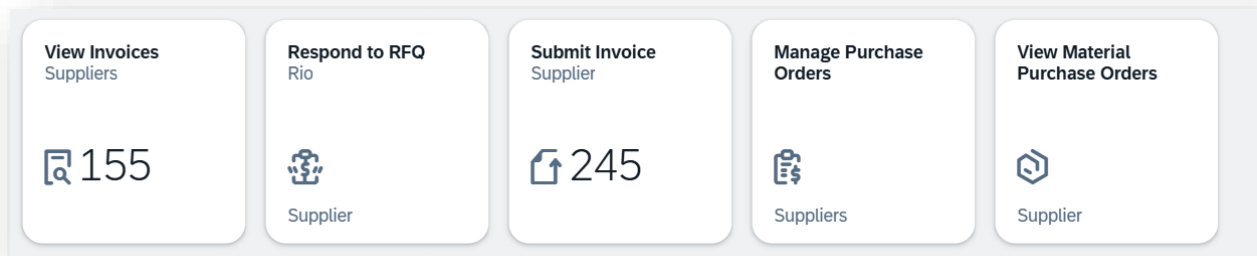 View Invoices
Suppliers
155
Respond to RFQ
Rio
Supplier
Submit Invoice
Supplier
245
Manage Purchase
Orders
Suppliers
View Material
Purchase Orders
Supplier